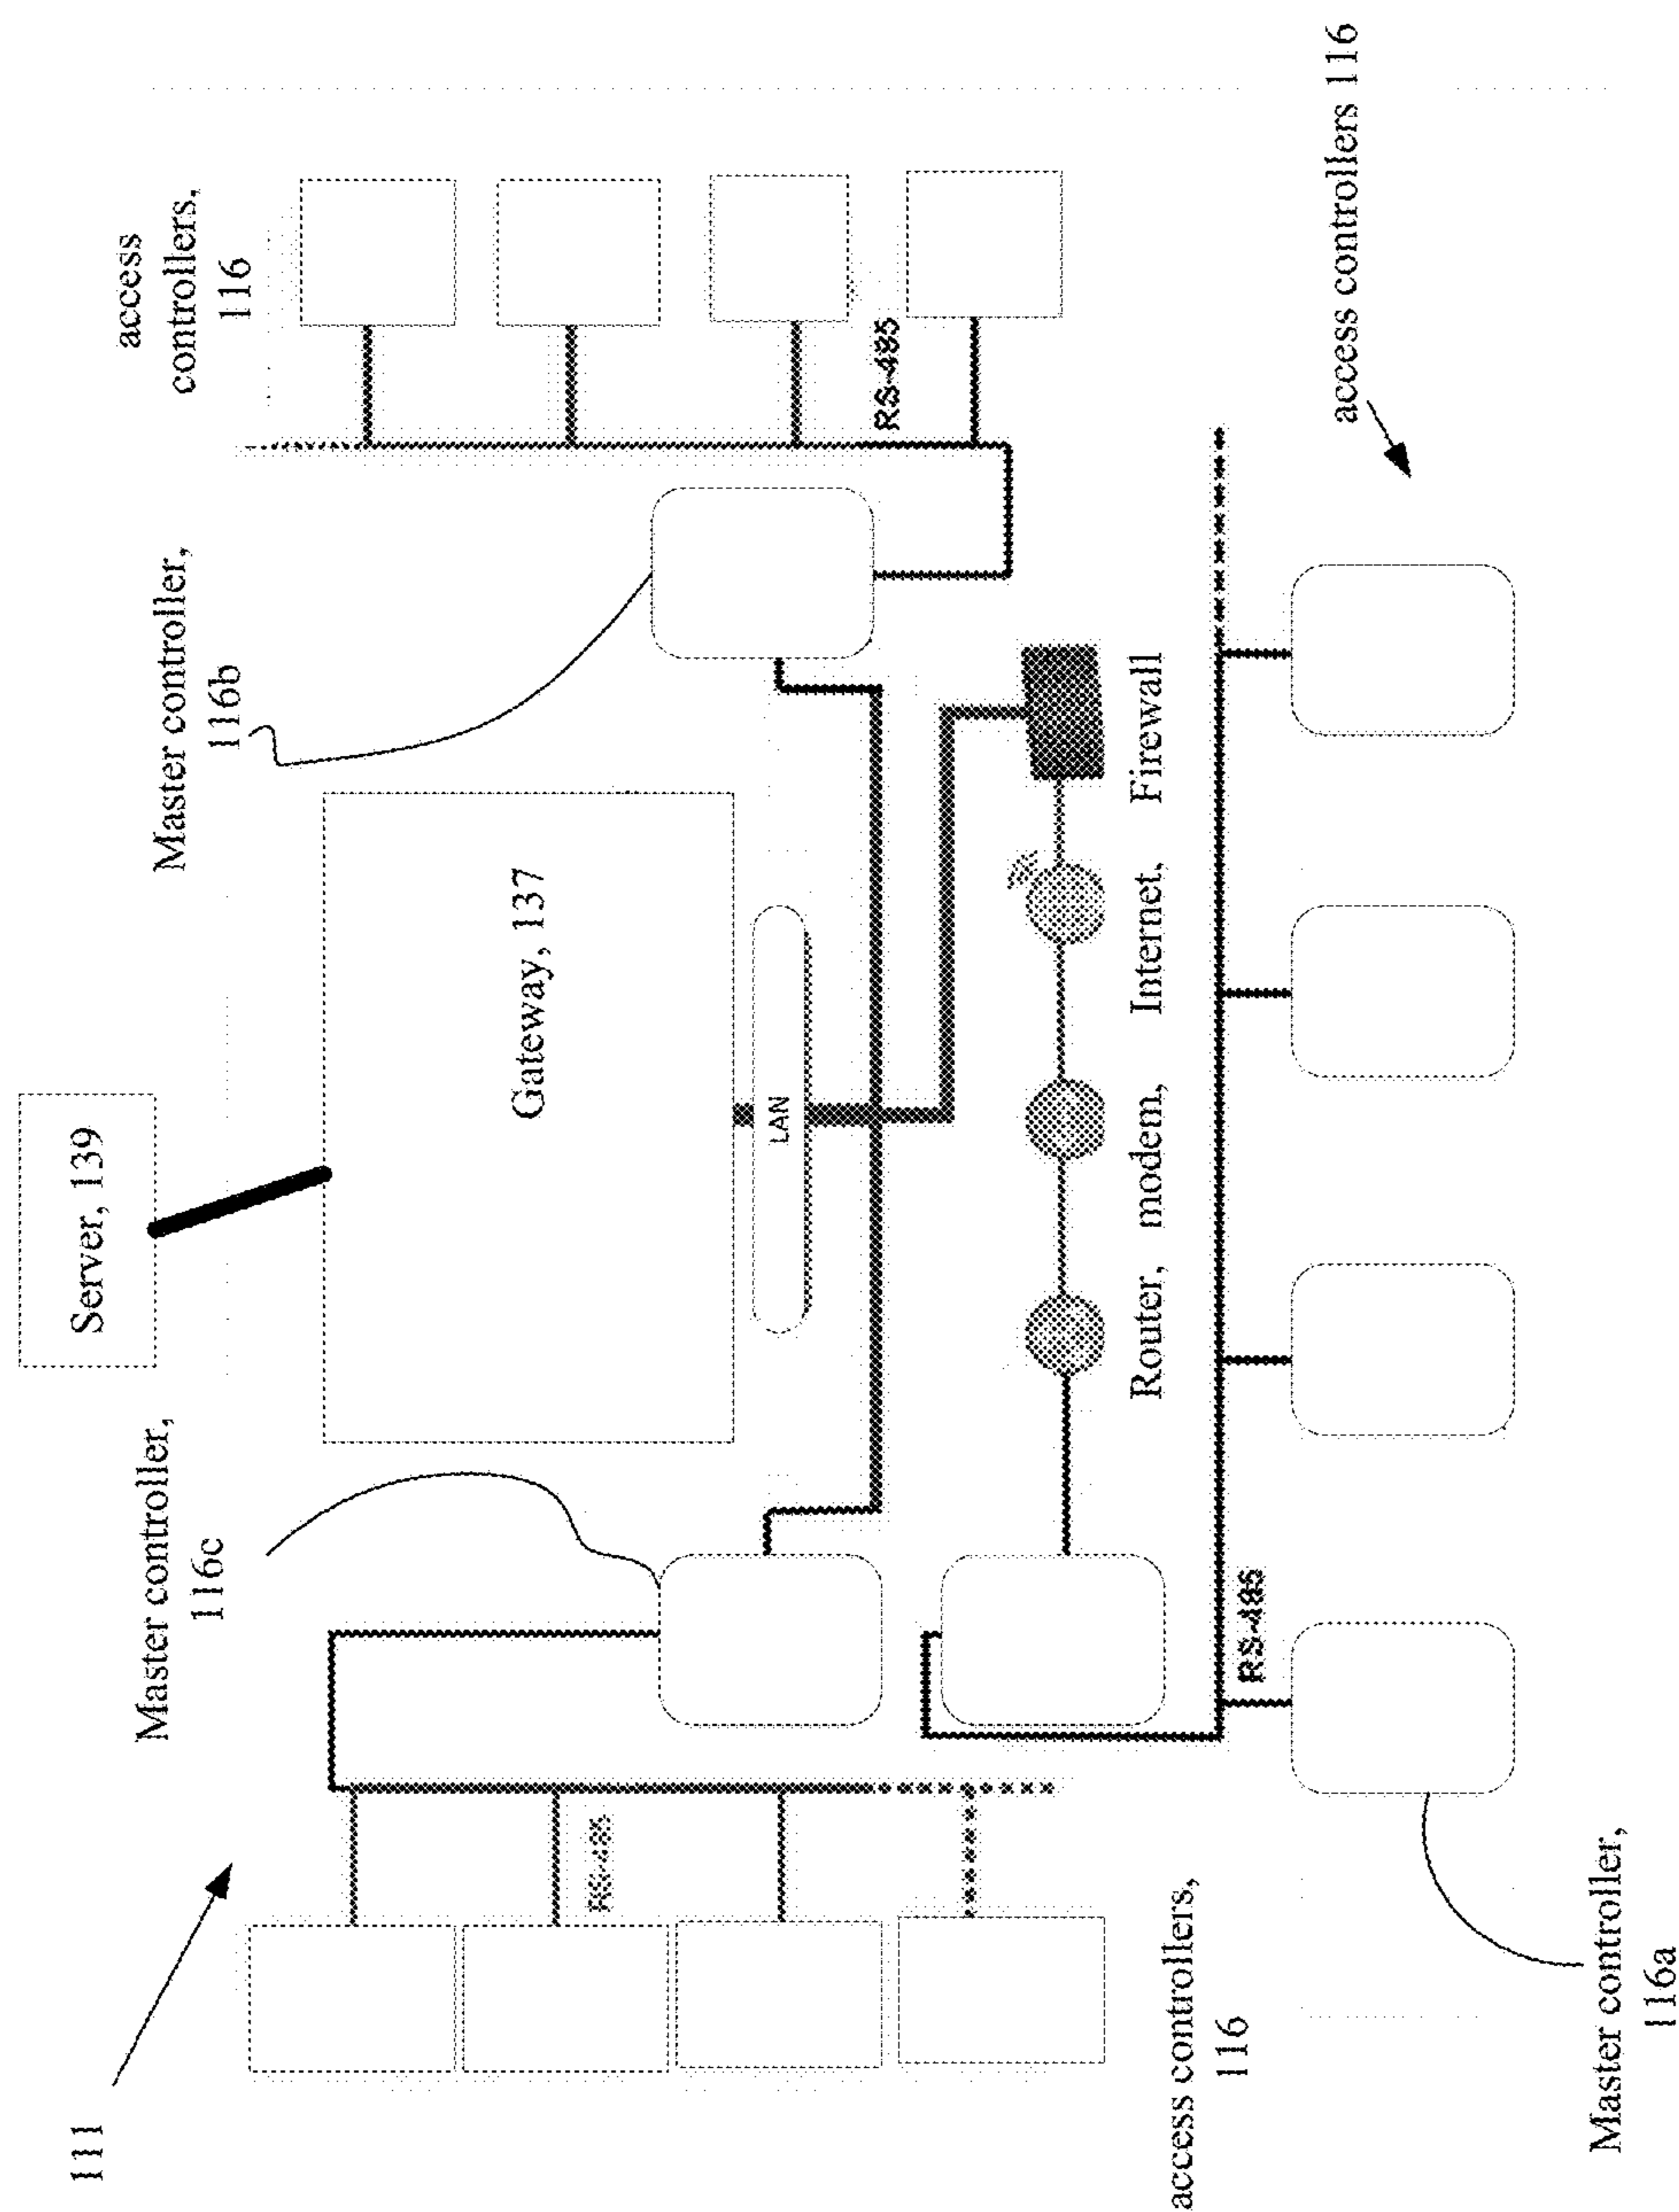 111
Server, 139
Master controller,
116c
Master controller,
116b
access
controllers,
116
Gateway, 137
RS-485
LAN
RS-485
Router, modem, Internet, Firewall
access controllers,
116
RS-485
access controllers 116
Master controller,
116a